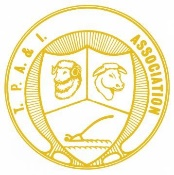 T. P. A. & I. ASSOCIATION